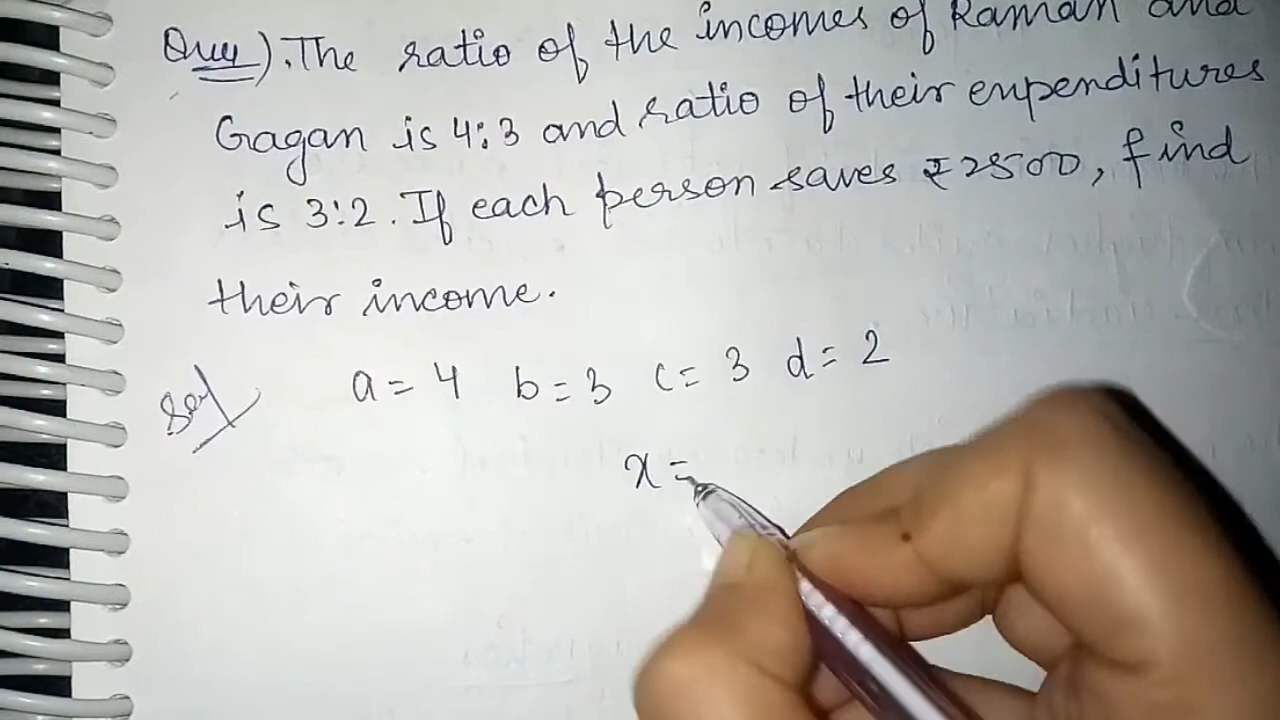 Que). The ratio of the incomes of Raman and
Gagan is 4:3 and ratio of their expenditures
is 3:2. If each person saves ₹2500, find
their income.
Sol a = 4 b = 3 c = 3 d = 2
x =